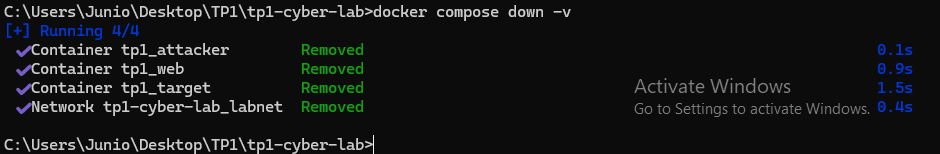 C:\Users\Junio\Desktop\TP1\tp1-cyber-lab>docker compose down -v
[+] Running 4/4
✔Container tp1_attacker Removed 0.1s
✔Container tp1_web Removed 0.9s
✔Container tp1_target Removed 1.5s
✔Network tp1-cyber-lab_labnet Removed 0.4s
Activate Windows
Go to Settings to activate Windows.
C:\Users\Junio\Desktop\TP1\tp1-cyber-lab>